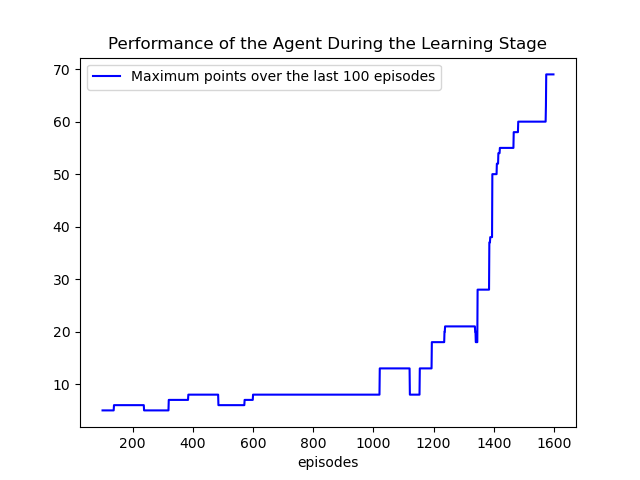 Performance of the Agent During the Learning Stage
Maximum points over the last 100 episodes
70
60
50
40
30
20
10
200 400 600 800 1000 1200 1400 1600
episodes